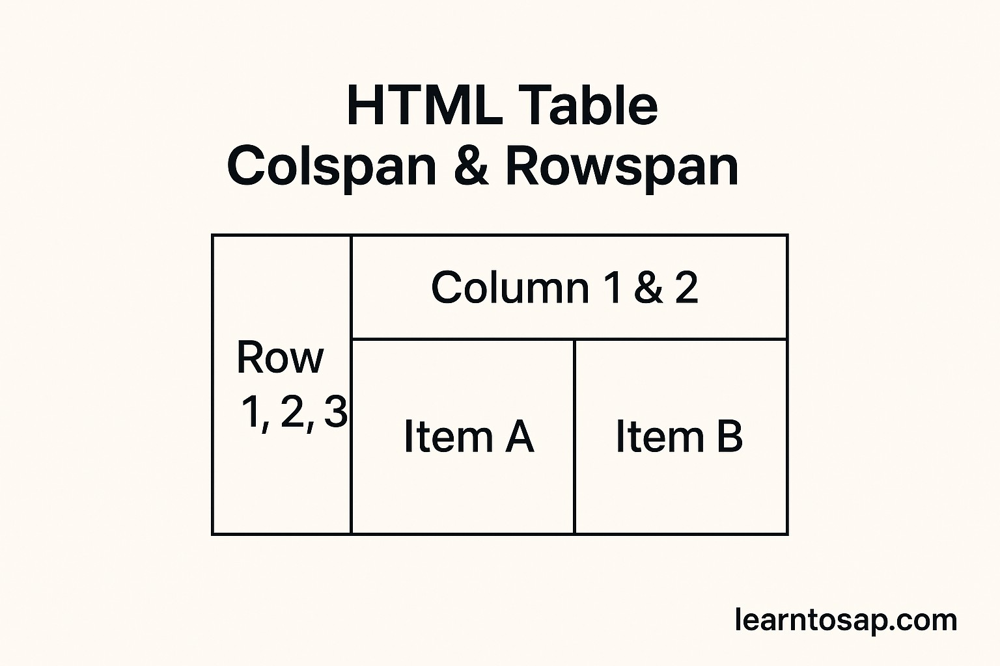 HTML Table
Colspan & Rowspan
Column 1 & 2
Row
1, 2, 3
Item A
Item B
learntosap.com